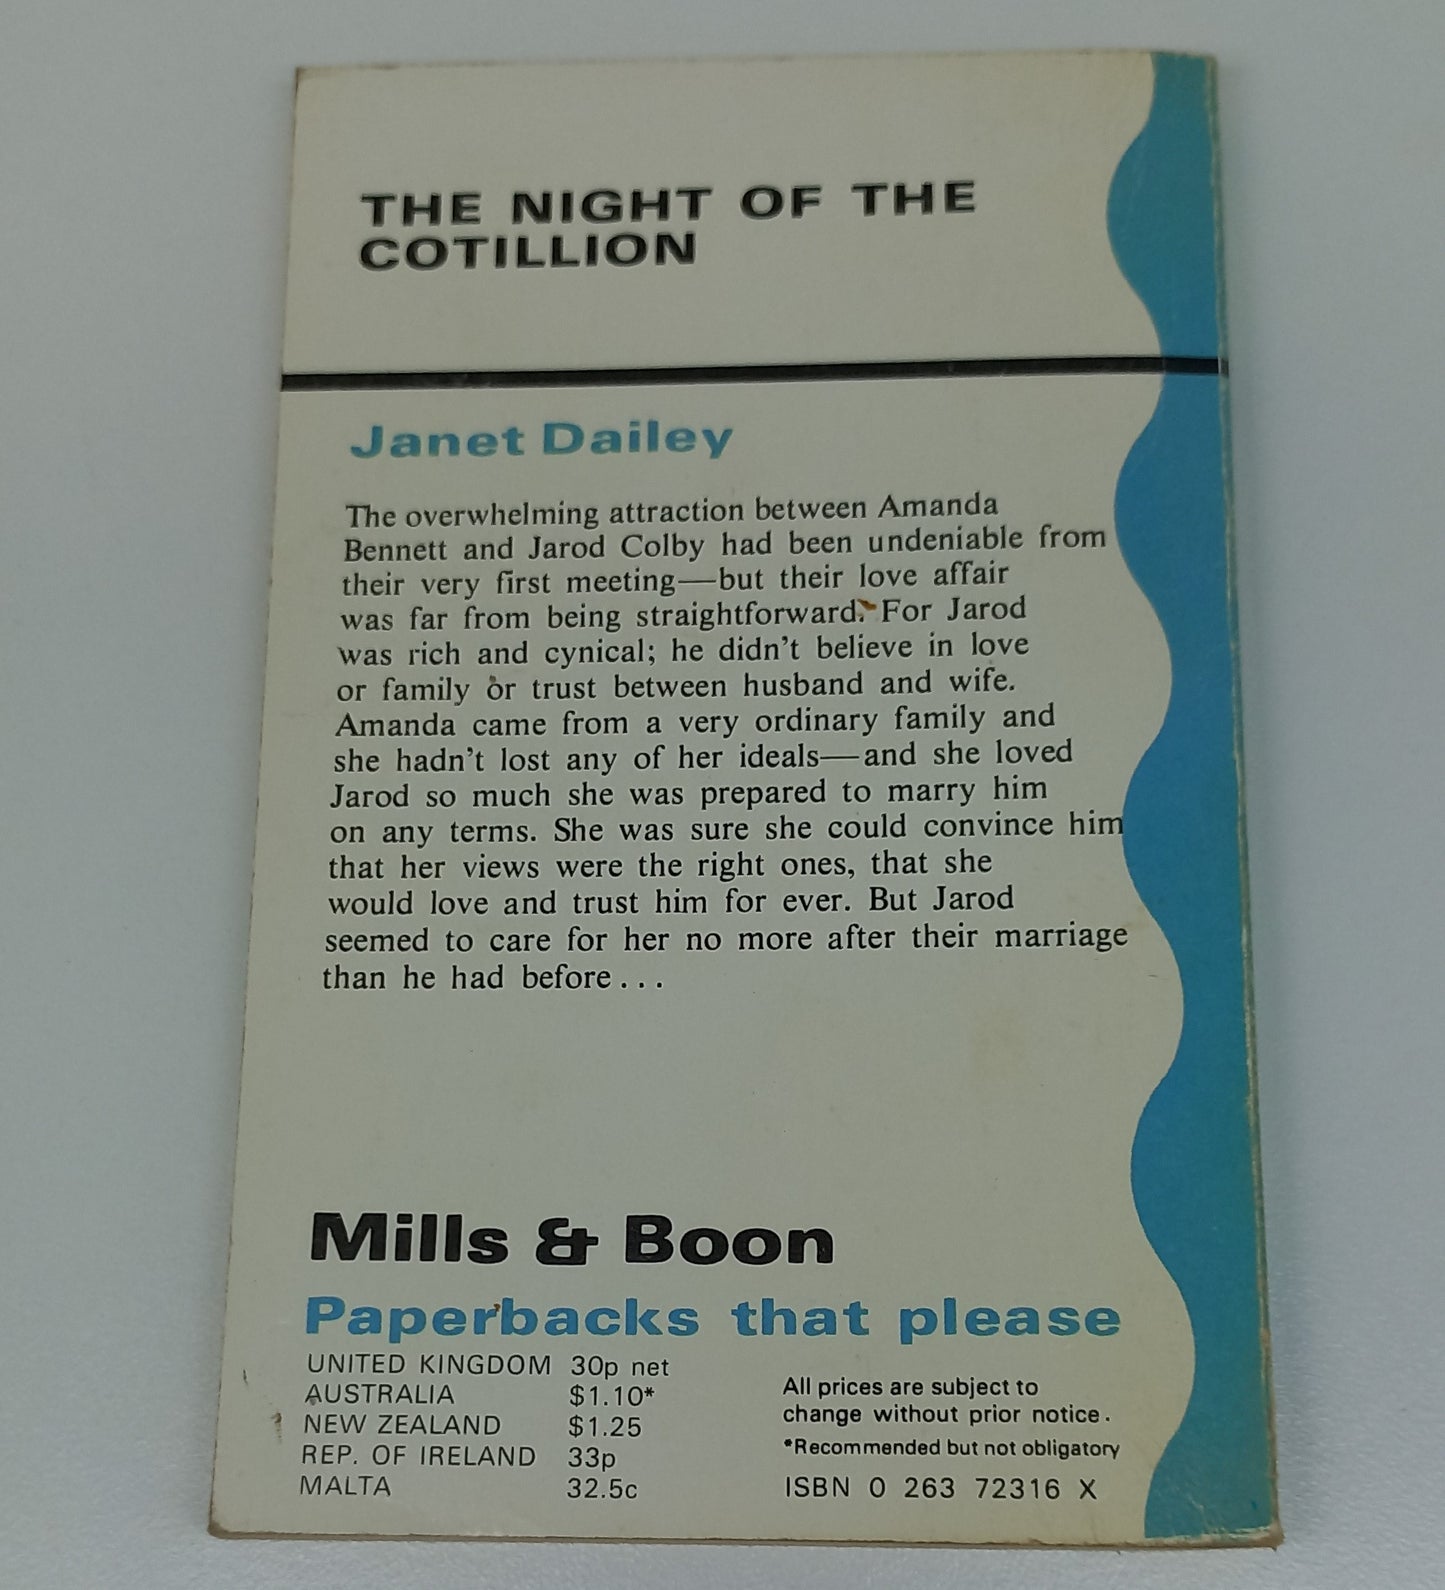 THE NIGHT OF THE
COTILLION
Janet Dailey
The overwhelming attraction between Amanda
Bennett and Jarod Colby had been undeniable from
their very first meeting—but their love affair
was far from being straightforward. For Jarod
was rich and cynical; he didn't believe in love
or family or trust between husband and wife.
Amanda came from a very ordinary family and
she hadn't lost any of her ideals—and she loved
Jarod so much she was prepared to marry him
on any terms. She was sure she could convince him
that her views were the right ones, that she
would love and trust him for ever. But Jarod
seemed to care for her no more after their marriage
than he had before...
Mills & Boon
Paperbacks that please
UNITED KINGDOM 30p net
AUSTRALIA $1.10*
NEW ZEALAND $1.25
REP. OF IRELAND 33p
MALTA 32.5c
All prices are subject to
change without prior notice.
*Recommended but not obligatory
ISBN 0 263 72316 X